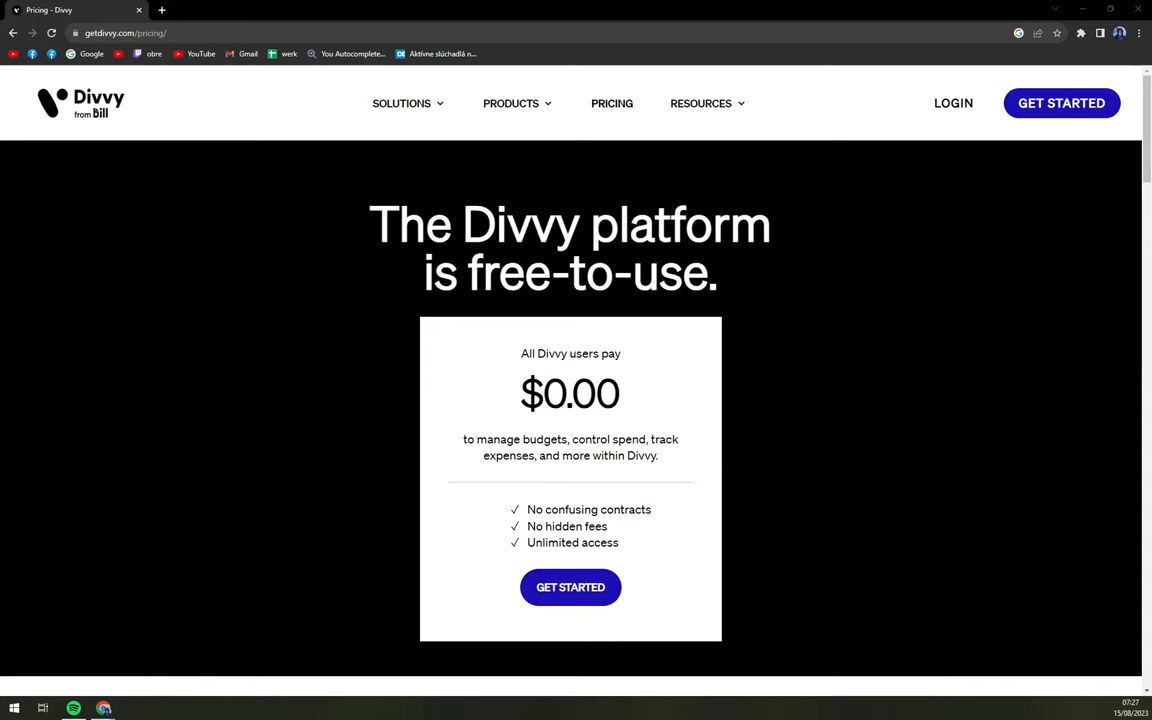 Pricing - Divvy
getdivvy.com/pricing/
Google
obre
YouTube
Gmail
werk
You Autocomplete...
Aktívne slúchadlá n...
Divvy
from bill
SOLUTIONS
PRODUCTS
PRICING
RESOURCES
LOGIN
GET STARTED
The Divvy platform
is free-to-use.
All Divvy users pay
$0.00
to manage budgets, control spend, track
expenses, and more within Divvy.
✓ No confusing contracts
✓ No hidden fees
✓ Unlimited access
GET STARTED
07:27
15/08/2023